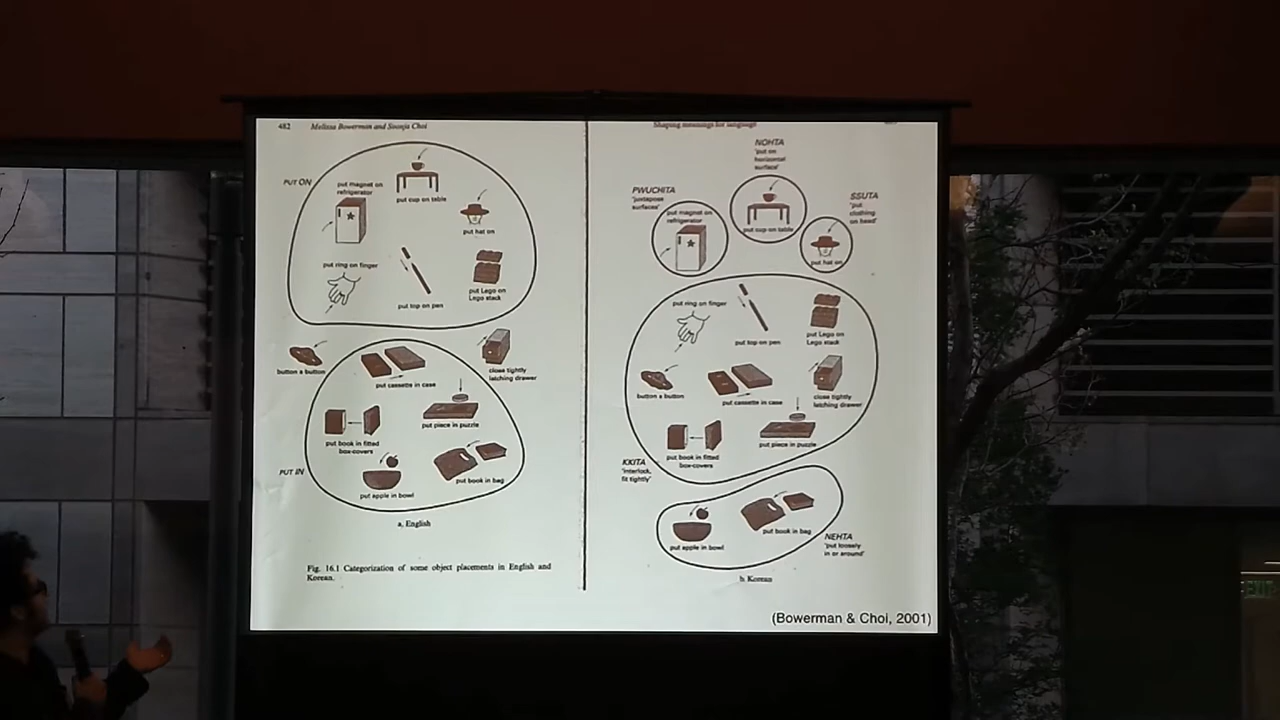 482 Melissa Bowerman and Soonja Choi
PUT ON
put magnet on
refrigerator
put cup on table
put hat on
put ring on finger
put top on pen
put Lego on
Lego stack
button a button
put cassette in case
close tightly
latching drawer
put piece in puzzle
put book in fitted
box-covers
PUT IN
put apple in bowl
put book in bag
a. English
Fig. 16.1 Categorization of some object placements in English and
Korean.
Shaping meanings for language
NOHTA
'put on
horizontal
surface'
PWUCHITA
'juxtapose
surfaces'
SSUTA
'put
clothing
on head'
put magnet on
refrigerator
put cup on table
put hat on
put ring on finger
put top on pen
put Lego on
Lego stack
button a button
put cassette in case
close tightly
latching drawer
put piece in puzzle
put book in fitted
box-covers
KKITA
'interlock,
fit tightly'
put apple in bowl
put book in bag
NEHTA
'put loosely
in or around'
b. Korean
(Bowerman & Choi, 2001)
EXIT